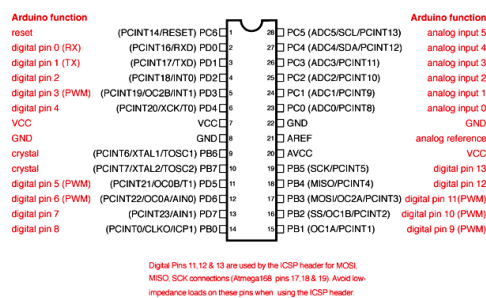 Arduino function Arduino function
reset (PCINT14/RESET) PC6 1 28 PC5 (ADC5/SCL/PCINT13) analog input 5
digital pin 0 (RX) (PCINT16/RXD) PD0 2 27 PC4 (ADC4/SDA/PCINT12) analog input 4
digital pin 1 (TX) (PCINT17/TXD) PD1 3 26 PC3 (ADC3/PCINT11) analog input 3
digital pin 2 (PCINT18/INT0) PD2 4 25 PC2 (ADC2/PCINT10) analog input 2
digital pin 3 (PWM) (PCINT19/OC2B/INT1) PD3 5 24 PC1 (ADC1/PCINT9) analog input 1
digital pin 4 (PCINT20/XCK/T0) PD4 6 23 PC0 (ADC0/PCINT8) analog input 0
VCC VCC 7 22 GND GND
GND GND 8 21 AREF analog reference
crystal (PCINT6/XTAL1/TOSC1) PB6 9 20 AVCC VCC
crystal (PCINT7/XTAL2/TOSC2) PB7 10 19 PB5 (SCK/PCINT5) digital pin 13
digital pin 5 (PWM) (PCINT21/OC0B/T1) PD5 11 18 PB4 (MISO/PCINT4) digital pin 12
digital pin 6 (PWM) (PCINT22/OC0A/AIN0) PD6 12 17 PB3 (MOSI/OC2A/PCINT3) digital pin 11(PWM)
digital pin 7 (PCINT23/AIN1) PD7 13 16 PB2 (SS/OC1B/PCINT2) digital pin 10 (PWM)
digital pin 8 (PCINT0/CLKO/ICP1) PB0 14 15 PB1 (OC1A/PCINT1) digital pin 9 (PWM)
Digital Pins 11,12 & 13 are used by the ICSP header for MOSI,
MISO, SCK connections (Atmega168 pins 17,18 & 19). Avoid low-
impedance loads on these pins when using the ICSP header.